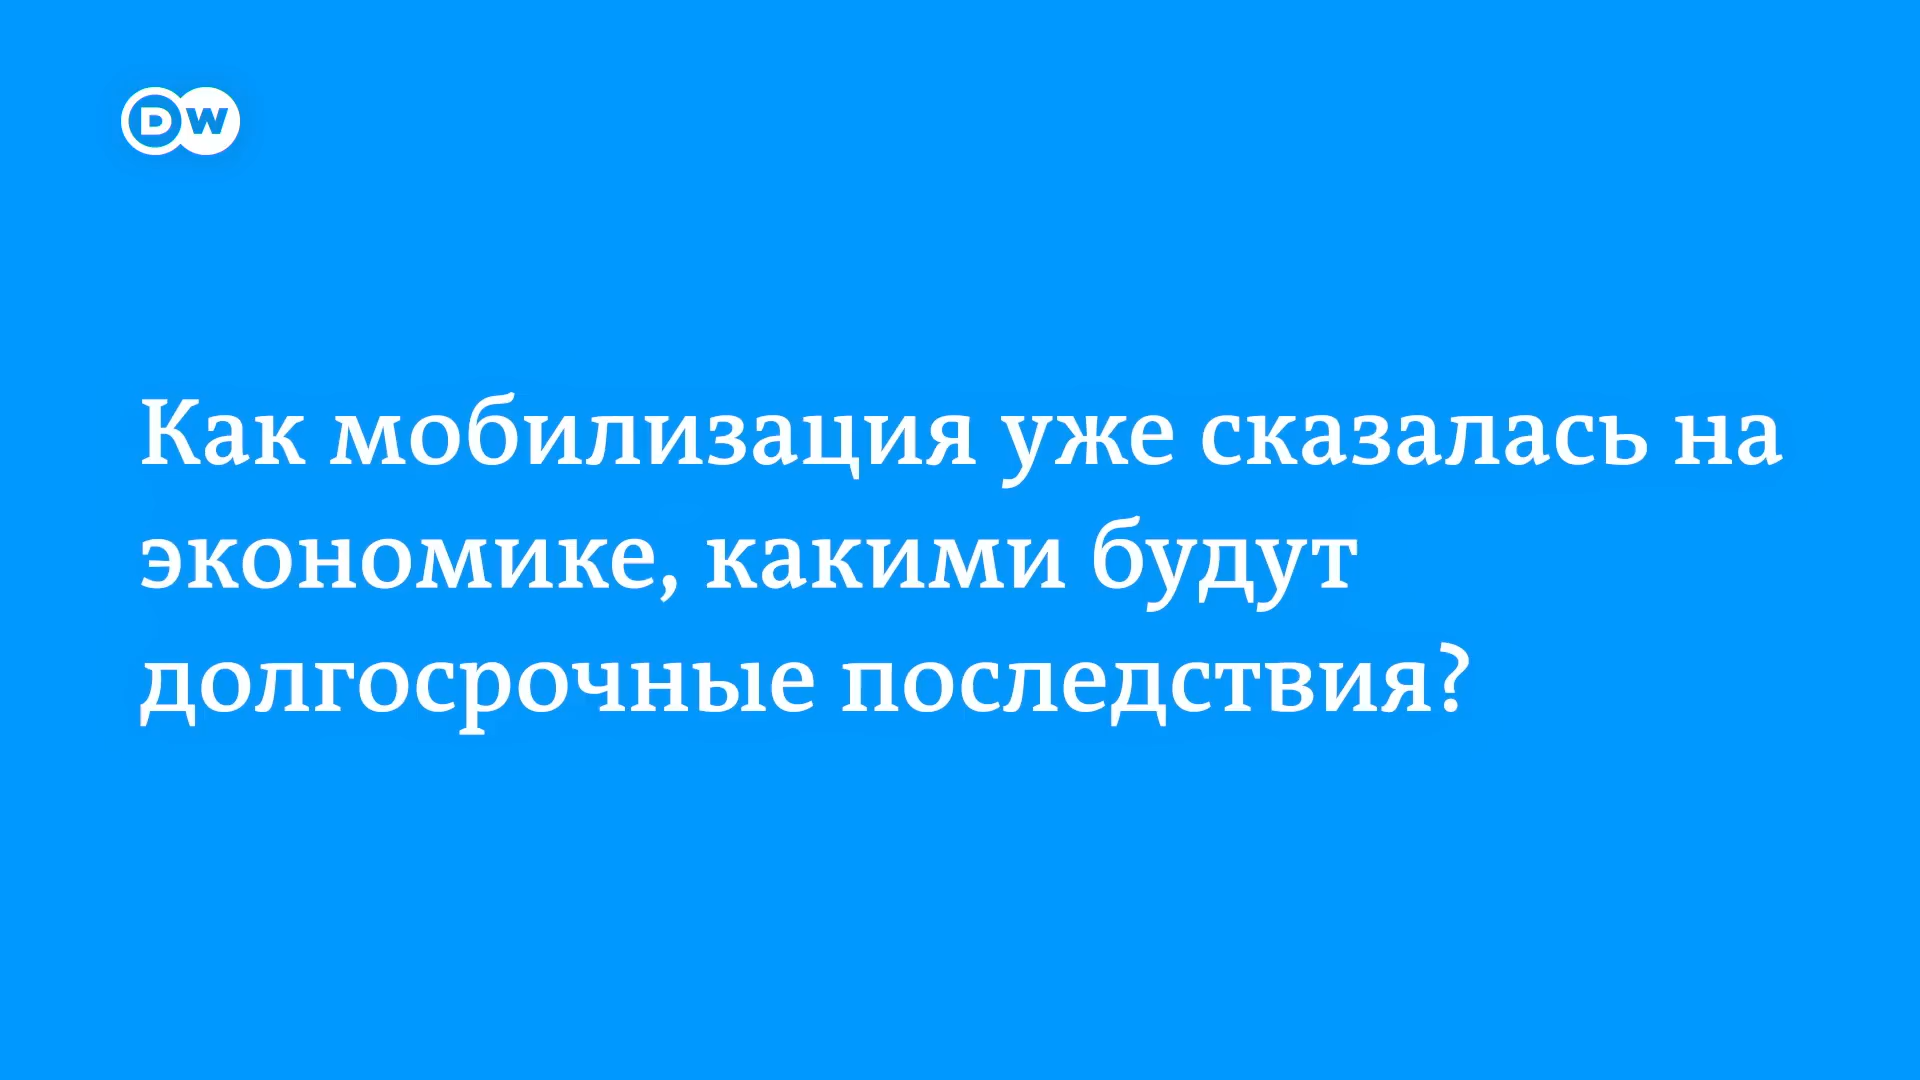 DW
Как мобилизация уже сказалась на
экономике, какими будут
долгосрочные последствия?